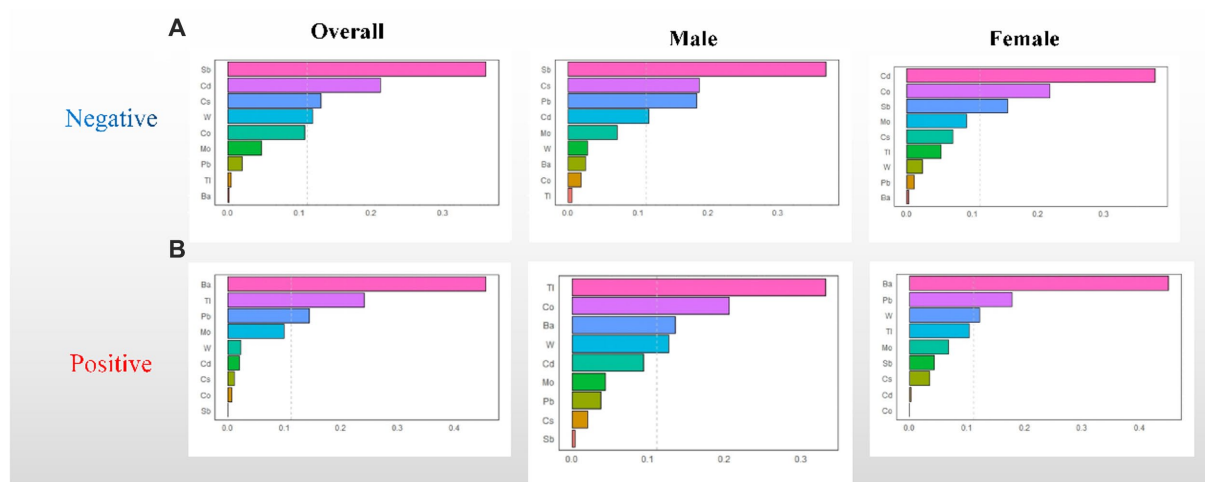 A
Overall
Male
Female
Negative
Sb
Cd
Cs
W
Co
Mo
Pb
Tl
Ba
0.0 0.1 0.2 0.3
Sb
Cs
Pb
Cd
Mo
W
Ba
Co
Tl
0.0 0.1 0.2 0.3
Cd
Co
Sb
Mo
Cs
Tl
W
Pb
Ba
0.0 0.1 0.2 0.3
B
Positive
Ba
Tl
Pb
Mo
W
Cd
Cs
Co
Sb
0.0 0.1 0.2 0.3 0.4
Tl
Co
Ba
W
Cd
Mo
Pb
Cs
Sb
0.0 0.1 0.2 0.3
Ba
Pb
W
Tl
Mo
Sb
Cs
Cd
Co
0.0 0.1 0.2 0.3 0.4